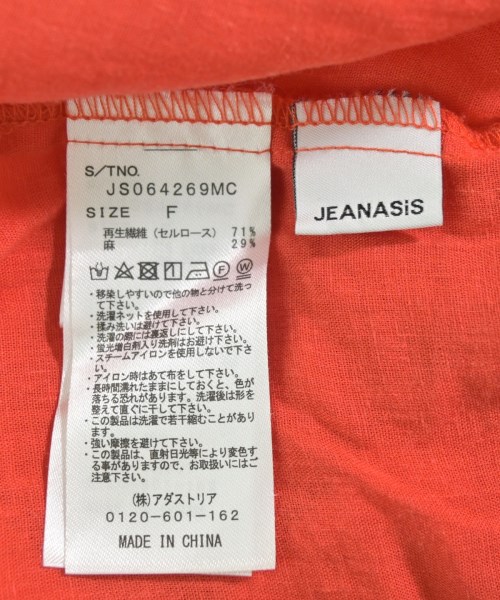 S/TNO.
JS064269MC
SIZE F
再生繊維(セルロース) 71%
麻 29%
・移染しやすいので他の物と分けて洗っ
て下さい。
・洗濯ネットを使用して下さい。
・揉み洗いは避けて下さい。
・洗濯の際には裏返しにして下さい。
・蛍光増白剤入り洗剤はお避け下さい。
・スチームアイロンを使用しないで下さ
い。
・アイロン時はあて布をして下さい。
・長時間濡れたままにしておくと、色が
落ちる恐れがあります。洗濯後は形を
整えて直ぐに干して下さい。
・この製品は洗濯で若干縮むことがあり
ます。
・強い摩擦を避けて下さい。
・この製品は、直射日光等により変色す
る事がありますので、お取扱いにはご
注意下さい。
(株)アダストリア
0120-601-162
MADE IN CHINA
JEANASiS